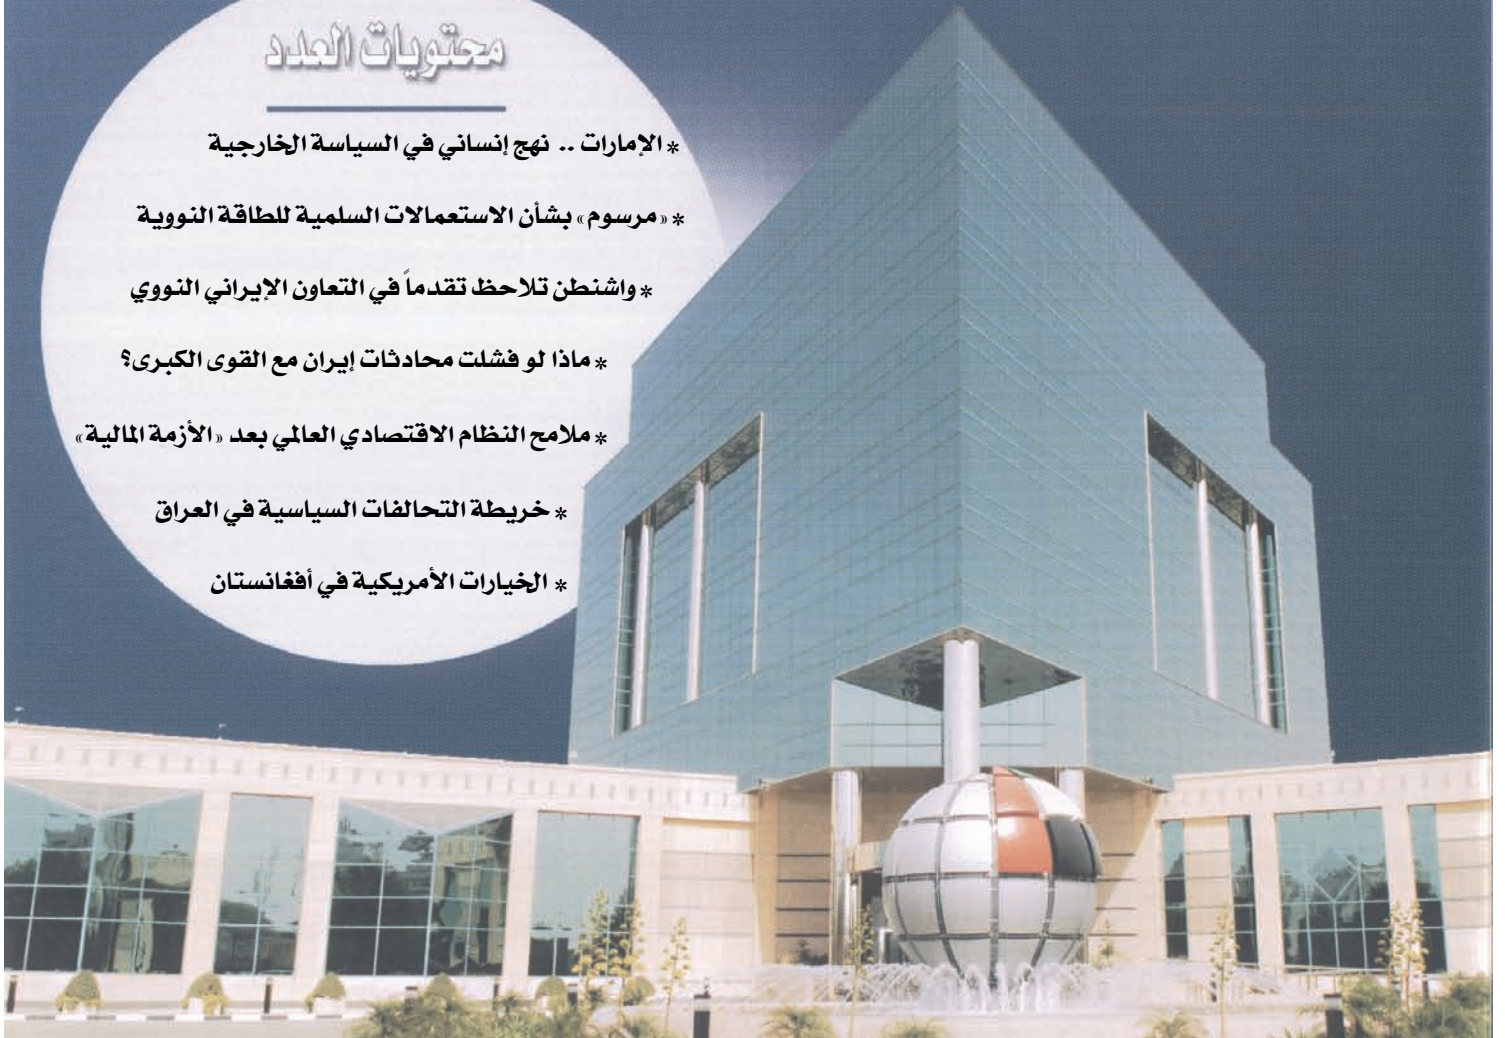 محتويات العدد
* الإمارات .. نهج إنساني في السياسة الخارجية
* «مرسوم» بشأن الاستعمالات السلمية للطاقة النووية
* واشنطن تلاحظ تقدماً في التعاون الإيراني النووي
* ماذا لو فشلت محادثات إيران مع القوى الكبرى؟
* ملامح النظام الاقتصادي العالمي بعد «الأزمة المالية»
* خريطة التحالفات السياسية في العراق
* الخيارات الأمريكية في أفغانستان